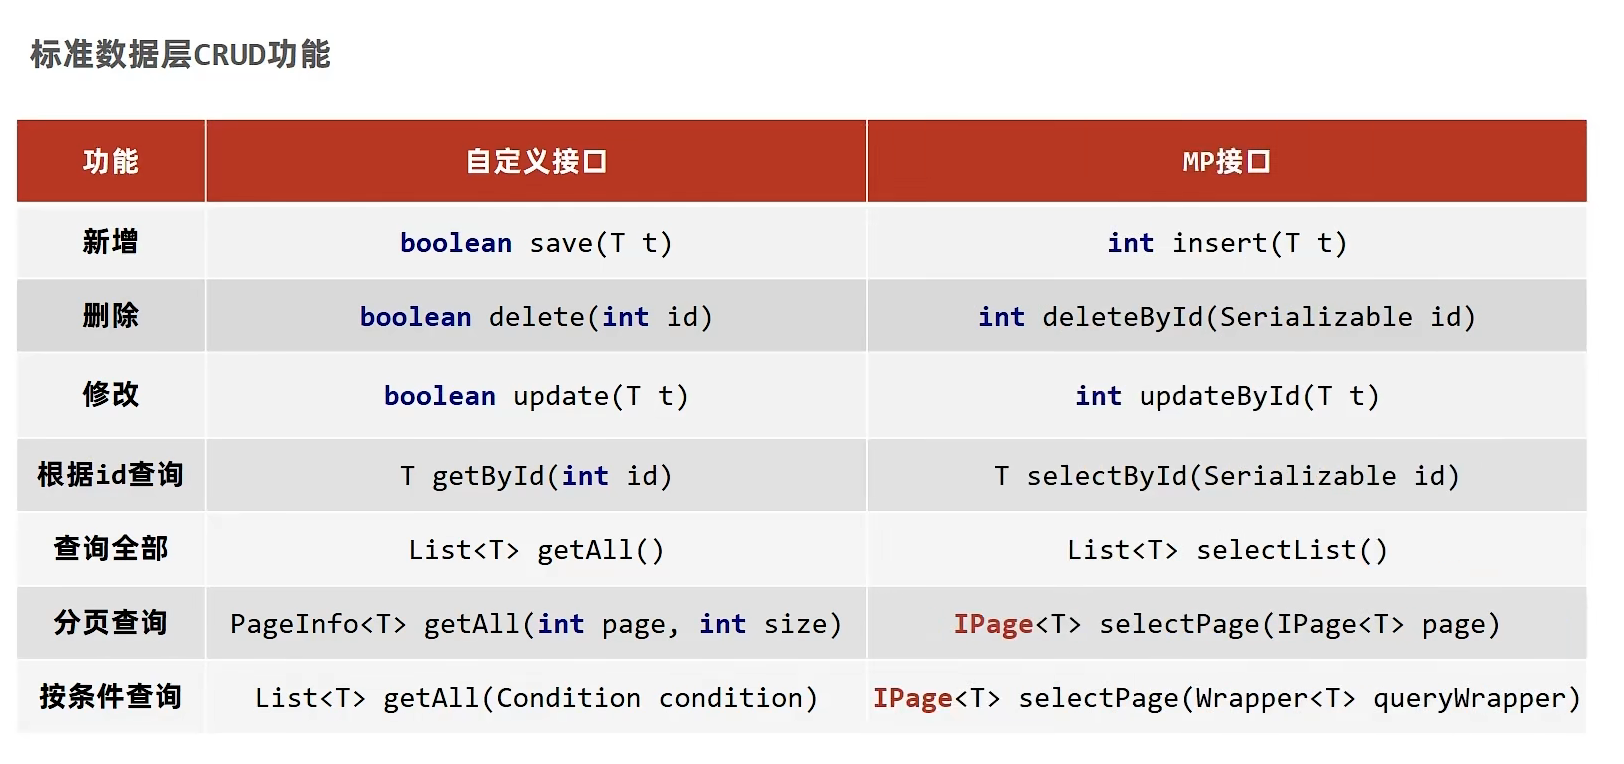 标准数据层CRUD功能
功能 自定义接口 MP接口
新增 boolean save(T t) int insert(T t)
删除 boolean delete(int id) int deleteById(Serializable id)
修改 boolean update(T t) int updateById(T t)
根据id查询 T getById(int id) T selectById(Serializable id)
查询全部 List<T> getAll() List<T> selectList()
分页查询 PageInfo<T> getAll(int page, int size) IPage<T> selectPage(IPage<T> page)
按条件查询 List<T> getAll(Condition condition) IPage<T> selectPage(Wrapper<T> queryWrapper)